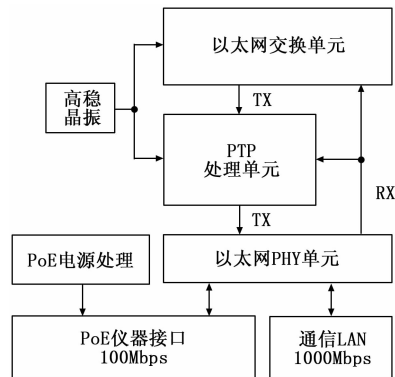 以太网交换单元
高稳
晶振
TX
PTP
处理单元
RX
TX
PoE电源处理
以太网PHY单元
PoE仪器接口
100Mbps
通信LAN
1000Mbps